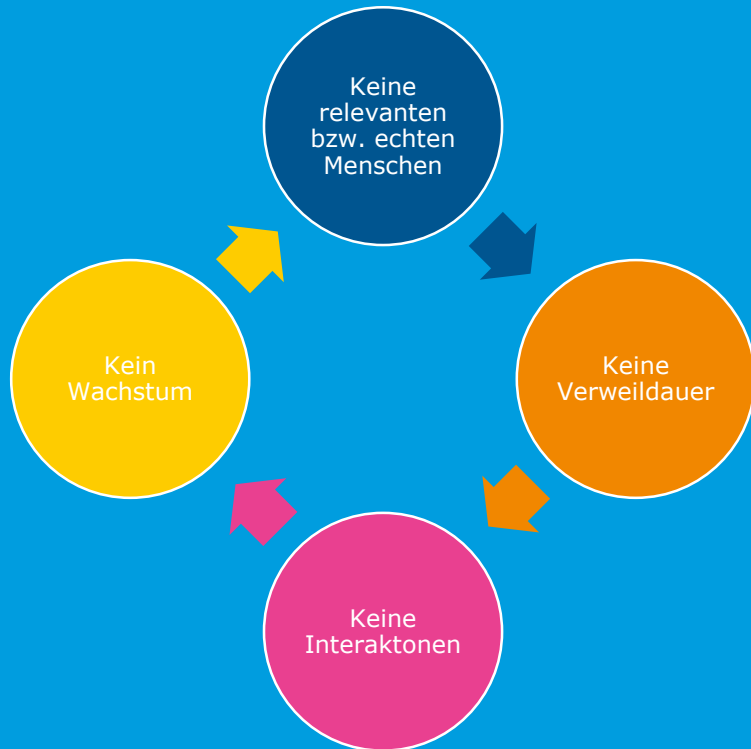 Keine
relevanten
bzw. echten
Menschen
Keine
Verweildauer
Keine
Interaktonen
Kein
Wachstum